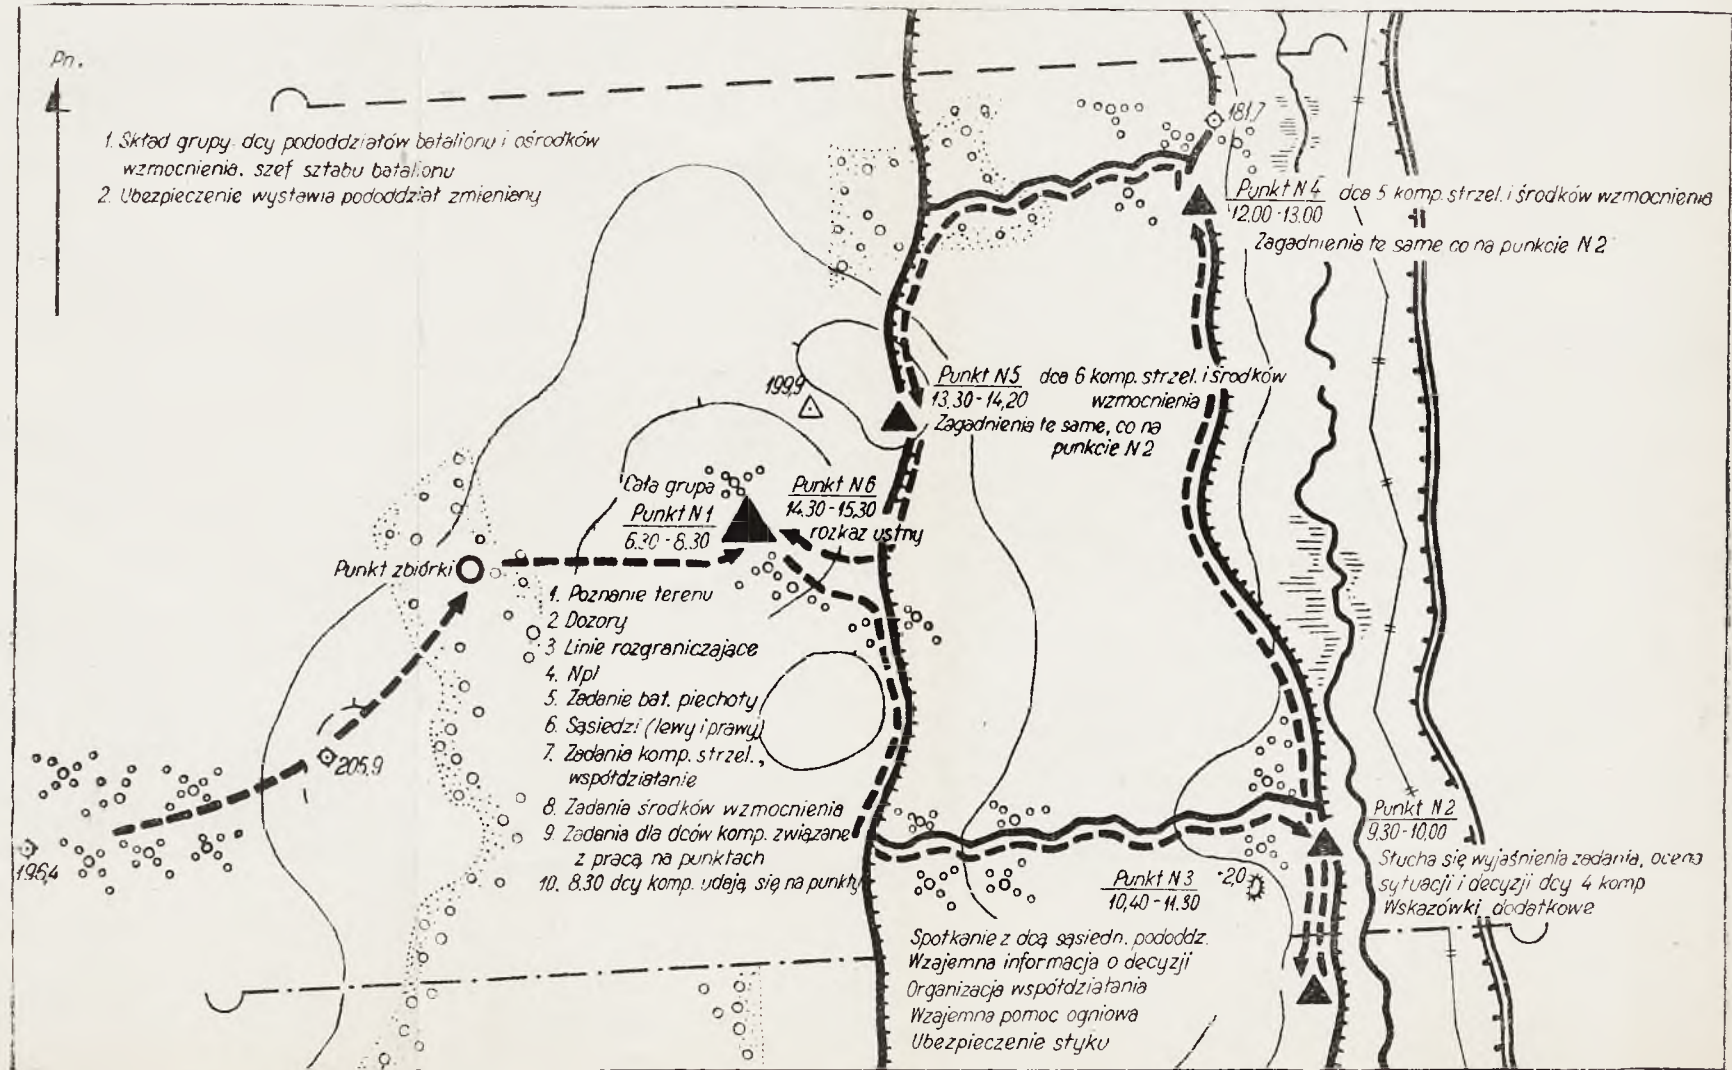 Pn.
1. Skład grupy dcy pododdziałów batalionu i ośrodków
wzmocnienia. szef sztabu batalionu
2. Ubezpieczenie wystawia pododdział zmieniany
181,7
Punkt N 4 dca 5 komp. strzel. i środków wzmocnienia
12.00-13.00
Zagadnienia te same co na punkcie N 2
199,9
Punkt N5 dca 6 komp. strzel. i środków
13.30-14,20 wzmocnienia
Zagadnienia te same, co na
punkcie N 2
Cała grupa
Punkt N 1
6.30-8.30
Punkt N6
14.30-15.30
rozkaz ustny
Punkt zbiórki
1. Poznanie terenu
2 Dozory
3 Linie rozgraniczające
4. Npl
5. Zadanie bat. piechoty
6. Sąsiedzi (lewy i prawy)
7. Zadania komp. strzel.,
współdziałanie
8. Zadania środków wzmocnienia
9. Zadania dla dców komp. związane
z pracą na punktach
10. 8.30 dcy komp. udają się na punkty
205,9
196,4
Punkt N 2
9.30-10,00
Słucha się wyjaśnienia zadania, ocena
sytuacji i decyzji dcy 4 komp
Wskazówki dodatkowe
Punkt N 3
10,40-11.30
-2,0
Spotkanie z dcą sąsiedn. pododdz.
Wzajemna informacja o decyzji
Organizacja współdziałania
Wzajemna pomoc ogniowa
Ubezpieczenie styku